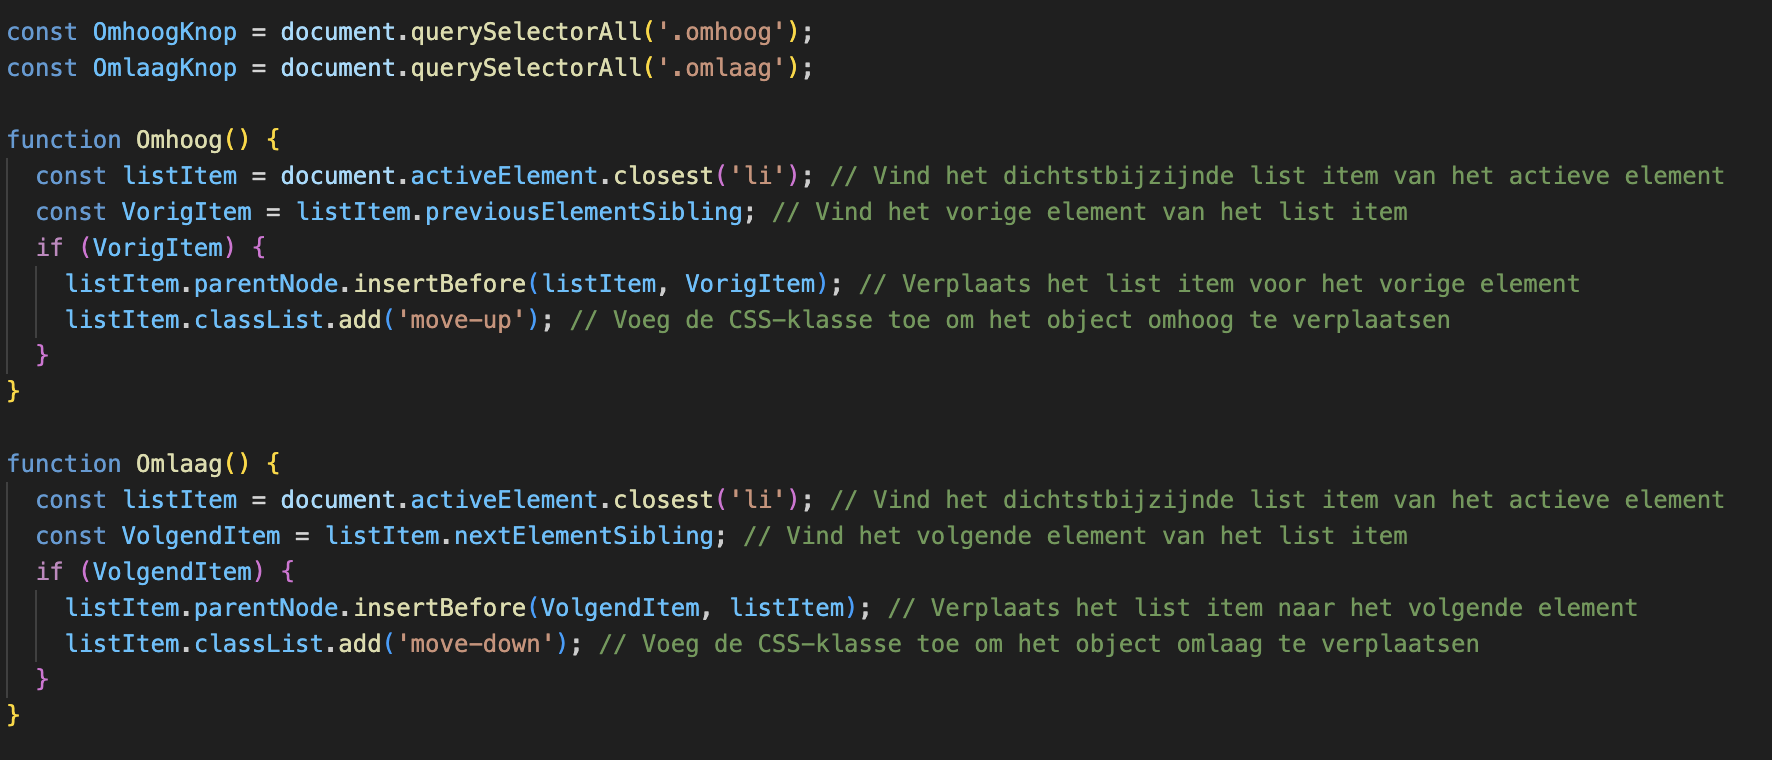 const OmhoogKnop = document.querySelectorAll('.omhoog');
const OmlaagKnop = document.querySelectorAll('.omlaag');

function Omhoog() {
  const listItem = document.activeElement.closest('li'); // Vind het dichtstbijzijnde list item van het actieve element
  const VorigItem = listItem.previousElementSibling; // Vind het vorige element van het list item
  if (VorigItem) {
    listItem.parentNode.insertBefore(listItem, VorigItem); // Verplaats het list item voor het vorige element
    listItem.classList.add('move-up'); // Voeg de CSS-klasse toe om het object omhoog te verplaatsen
  }
}

function Omlaag() {
  const listItem = document.activeElement.closest('li'); // Vind het dichtstbijzijnde list item van het actieve element
  const VolgendItem = listItem.nextElementSibling; // Vind het volgende element van het list item
  if (VolgendItem) {
    listItem.parentNode.insertBefore(VolgendItem, listItem); // Verplaats het list item naar het volgende element
    listItem.classList.add('move-down'); // Voeg de CSS-klasse toe om het object omlaag te verplaatsen
  }
}